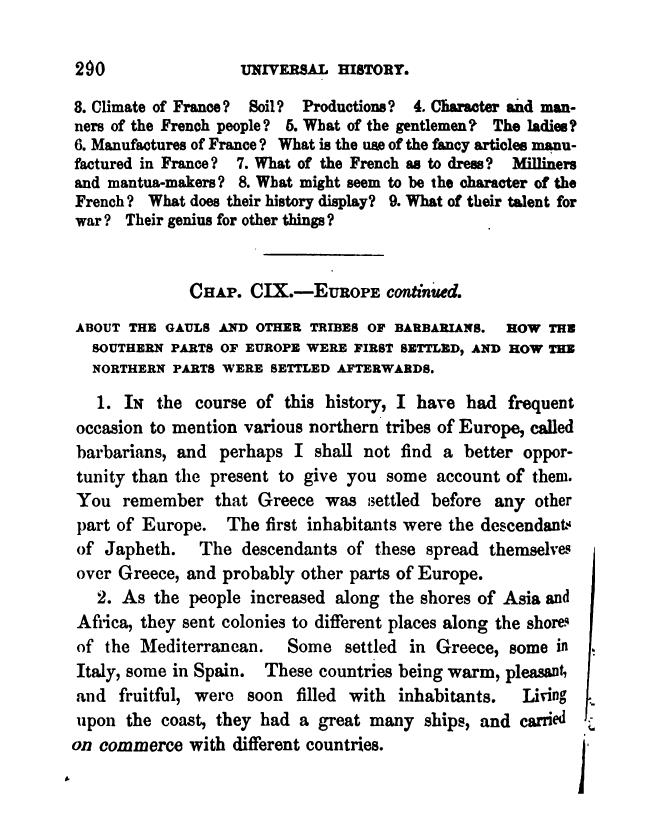 290 UNIVERSAL HISTORY.
3. Climate of France? Soil? Productions? 4. Character and man-
ners of the French people? 5. What of the gentlemen? The ladies?
6. Manufactures of France? What is the use of the fancy articles manu-
factured in France? 7. What of the French as to dress? Milliners
and mantua-makers? 8. What might seem to be the character of the
French? What does their history display? 9. What of their talent for
war? Their genius for other things?
CHAP. CIX.—EUROPE continued.
ABOUT THE GAULS AND OTHER TRIBES OF BARBARIANS. HOW THE
SOUTHERN PARTS OF EUROPE WERE FIRST SETTLED, AND HOW THE
NORTHERN PARTS WERE SETTLED AFTERWARDS.
1. IN the course of this history, I have had frequent
occasion to mention various northern tribes of Europe, called
barbarians, and perhaps I shall not find a better oppor-
tunity than the present to give you some account of them.
You remember that Greece was settled before any other
part of Europe. The first inhabitants were the descendants
of Japheth. The descendants of these spread themselves
over Greece, and probably other parts of Europe.
2. As the people increased along the shores of Asia and
Africa, they sent colonies to different places along the shores
of the Mediterranean. Some settled in Greece, some in
Italy, some in Spain. These countries being warm, pleasant,
and fruitful, were soon filled with inhabitants. Living
upon the coast, they had a great many ships, and carried
on commerce with different countries.